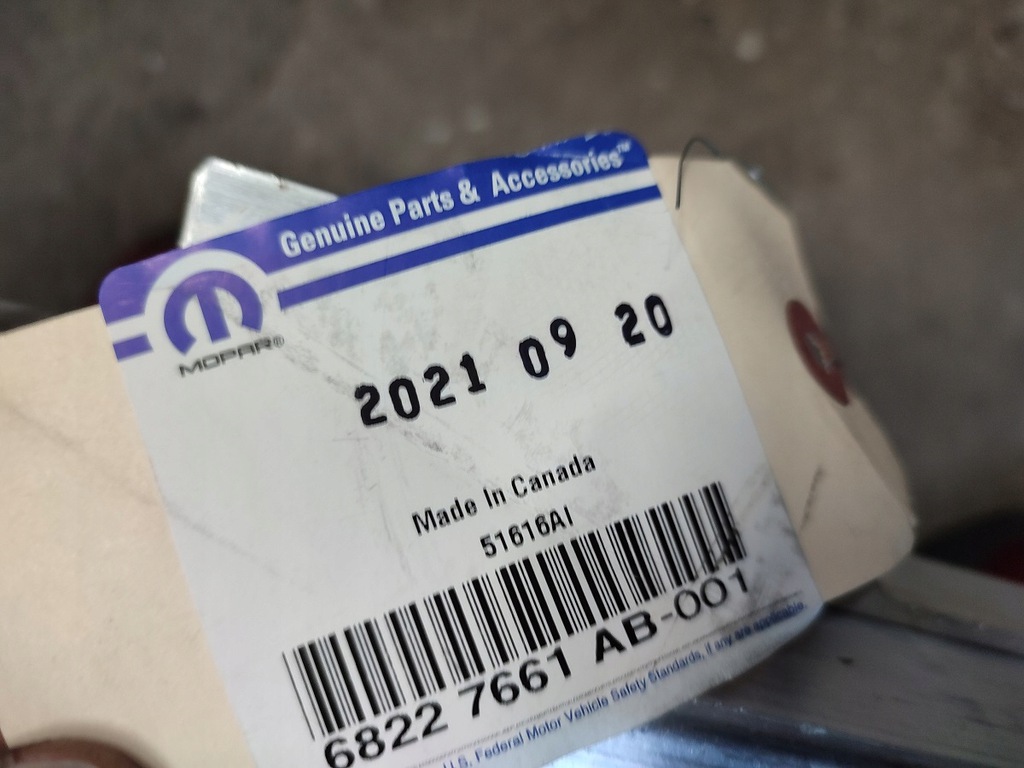 Genuine Parts & Accessories™
MOPAR®
2021 09 20
Made In Canada
51616AI
6822 7661 AB-001
U.S. Federal Motor Vehicle Safety Standards, if any are applicable.